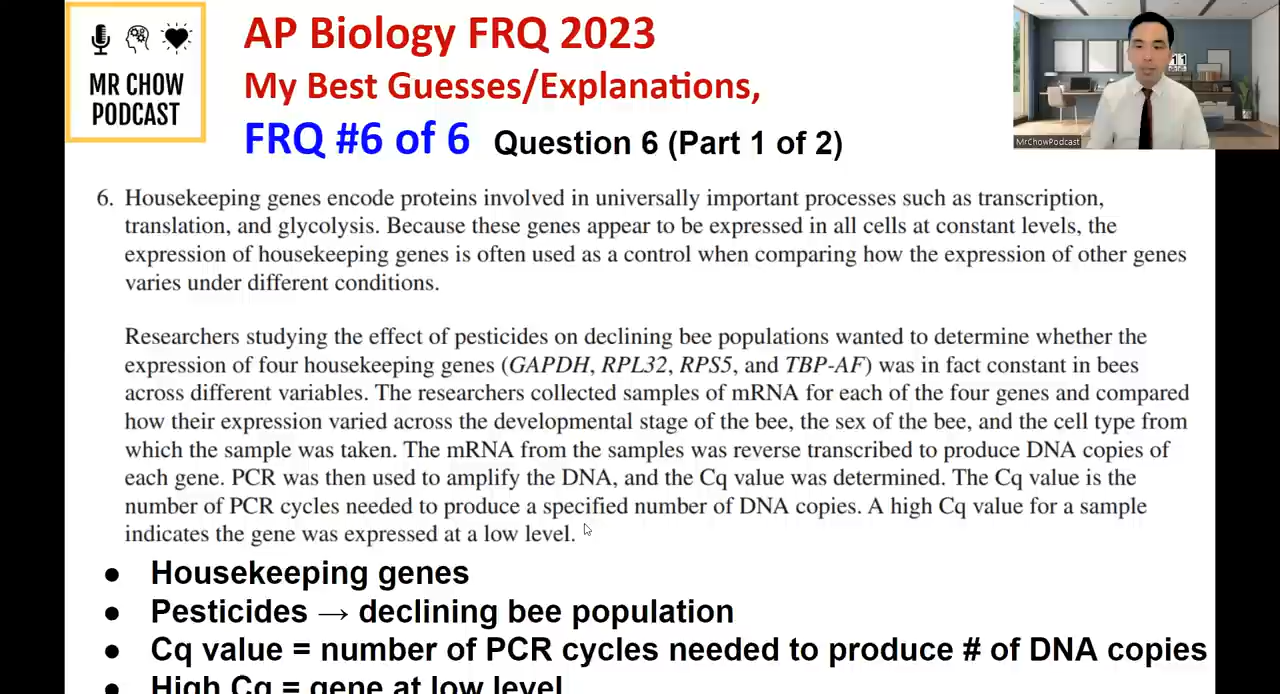 MR CHOW
PODCAST
AP Biology FRQ 2023
My Best Guesses/Explanations,
FRQ #6 of 6 Question 6 (Part 1 of 2)
MrChowPodcast
6. Housekeeping genes encode proteins involved in universally important processes such as transcription,
translation, and glycolysis. Because these genes appear to be expressed in all cells at constant levels, the
expression of housekeeping genes is often used as a control when comparing how the expression of other genes
varies under different conditions.
Researchers studying the effect of pesticides on declining bee populations wanted to determine whether the
expression of four housekeeping genes (GAPDH, RPL32, RPS5, and TBP-AF) was in fact constant in bees
across different variables. The researchers collected samples of mRNA for each of the four genes and compared
how their expression varied across the developmental stage of the bee, the sex of the bee, and the cell type from
which the sample was taken. The mRNA from the samples was reverse transcribed to produce DNA copies of
each gene. PCR was then used to amplify the DNA, and the Cq value was determined. The Cq value is the
number of PCR cycles needed to produce a specified number of DNA copies. A high Cq value for a sample
indicates the gene was expressed at a low level.
● Housekeeping genes
● Pesticides → declining bee population
● Cq value = number of PCR cycles needed to produce # of DNA copies
● High Cq = gene at low level